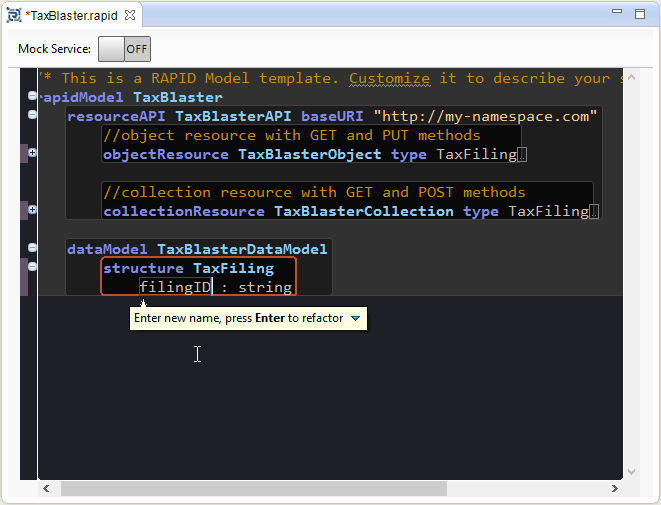 *TaxBlaster.rapid
Mock Service: OFF
/* This is a RAPID Model template. Customize it to describe your s
rapidModel TaxBlaster
resourceAPI TaxBlasterAPI baseURI "http://my-namespace.com"
//object resource with GET and PUT methods
objectResource TaxBlasterObject type TaxFiling
//collection resource with GET and POST methods
collectionResource TaxBlasterCollection type TaxFiling
dataModel TaxBlasterDataModel
structure TaxFiling
filingID : string
Enter new name, press Enter to refactor